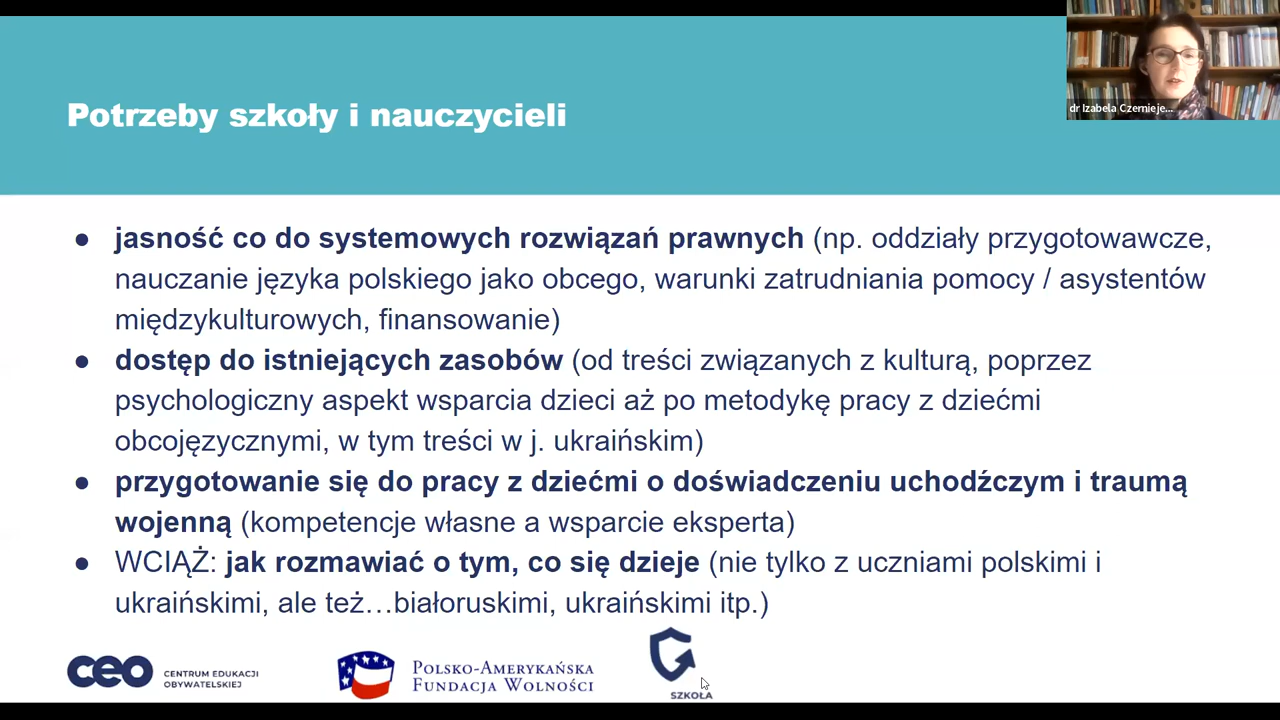 Potrzeby szkoły i nauczycieli
dr Izabela Czernieje...
● jasność co do systemowych rozwiązań prawnych (np. oddziały przygotowawcze,
nauczanie języka polskiego jako obcego, warunki zatrudniania pomocy / asystentów
międzykulturowych, finansowanie)
● dostęp do istniejących zasobów (od treści związanych z kulturą, poprzez
psychologiczny aspekt wsparcia dzieci aż po metodykę pracy z dziećmi
obcojęzycznymi, w tym treści w j. ukraińskim)
● przygotowanie się do pracy z dziećmi o doświadczeniu uchodźczym i traumą
wojenną (kompetencje własne a wsparcie eksperta)
● WCIĄŻ: jak rozmawiać o tym, co się dzieje (nie tylko z uczniami polskimi i
ukraińskimi, ale też…białoruskimi, ukraińskimi itp.)
ceo CENTRUM EDUKACJI
OBYWATELSKIEJ
Polsko-Amerykańska
Fundacja Wolności
SZKOŁA